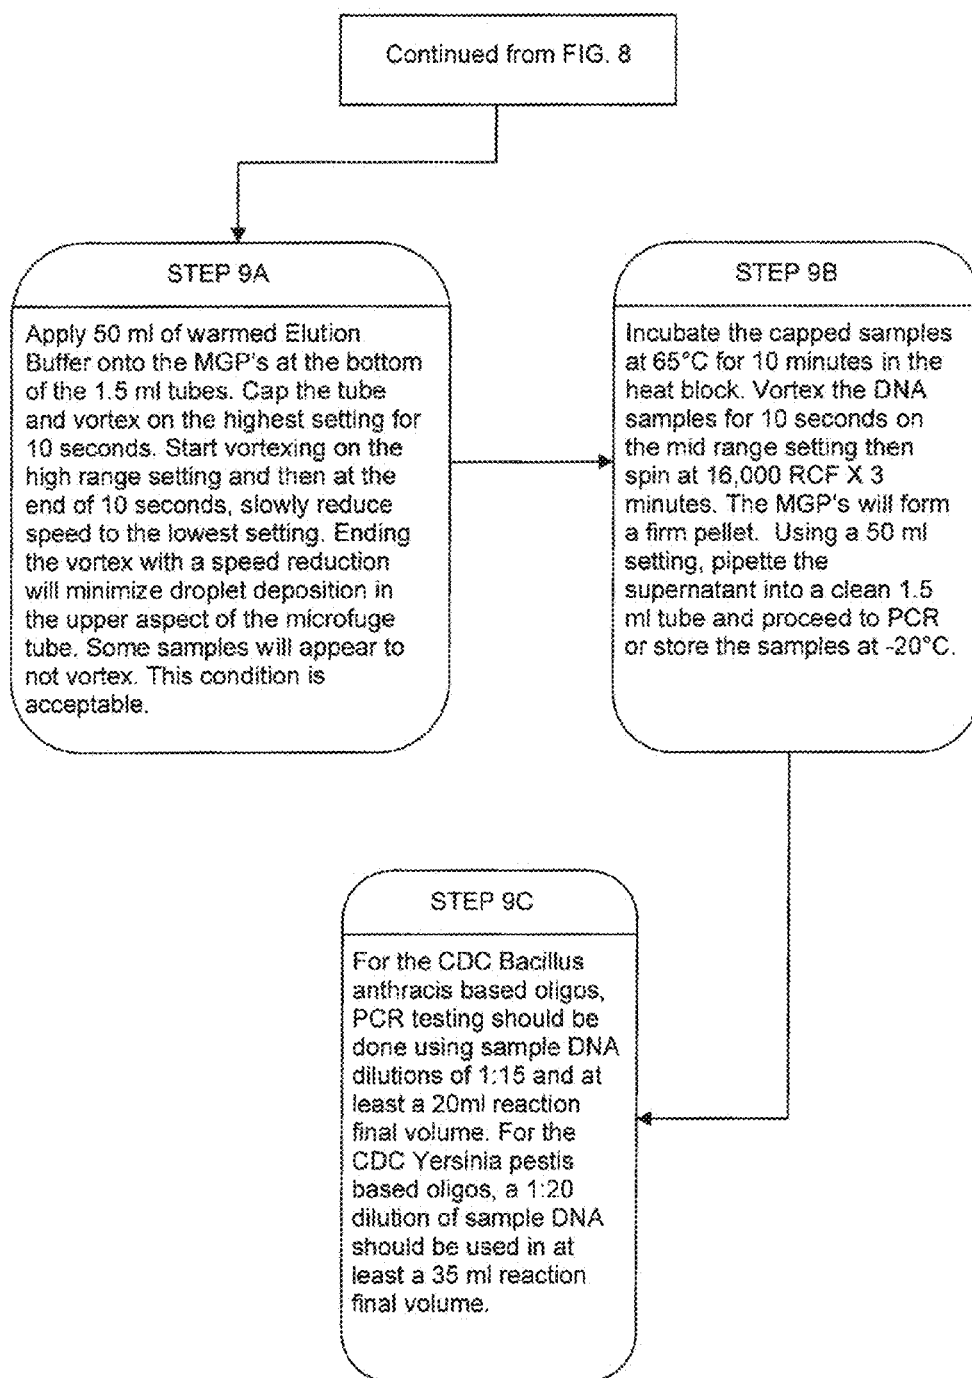 Continued from FIG. 8
STEP 9A
Apply 50 ml of warmed Elution
Buffer onto the MGP's at the bottom
of the 1.5 ml tubes. Cap the tube
and vortex on the highest setting for
10 seconds. Start vortexing on the
high range setting and then at the
end of 10 seconds, slowly reduce
speed to the lowest setting. Ending
the vortex with a speed reduction
will minimize droplet deposition in
the upper aspect of the microfuge
tube. Some samples will appear to
not vortex. This condition is
acceptable.
STEP 9B
Incubate the capped samples
at 65°C for 10 minutes in the
heat block. Vortex the DNA
samples for 10 seconds on
the mid range setting then
spin at 16,000 RCF X 3
minutes. The MGP's will form
a firm pellet. Using a 50 ml
setting, pipette the
supernatant into a clean 1.5
ml tube and proceed to PCR
or store the samples at -20°C.
STEP 9C
For the CDC Bacillus
anthracis based oligos,
PCR testing should be
done using sample DNA
dilutions of 1:15 and at
least a 20ml reaction
final volume. For the
CDC Yersinia pestis
based oligos, a 1:20
dilution of sample DNA
should be used in at
least a 35 ml reaction
final volume.